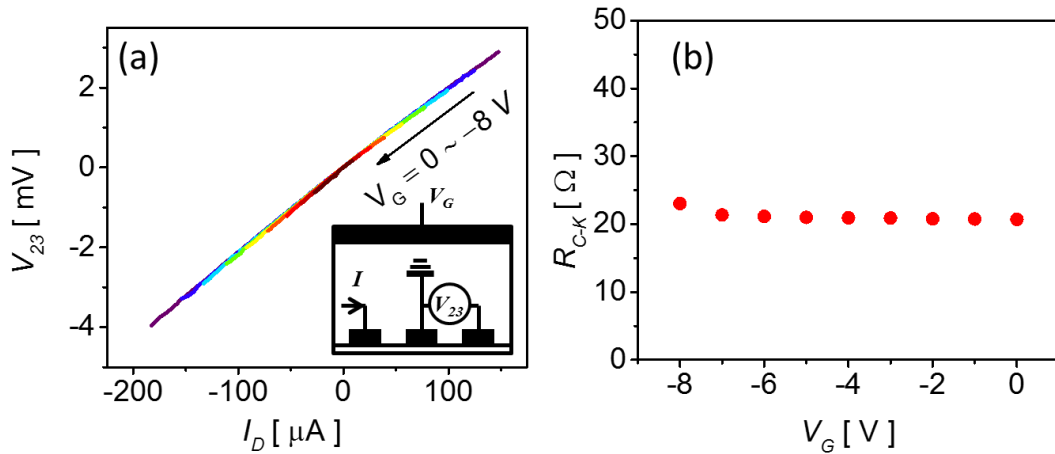 (a)
V23 [ mV ]
2
0
-2
-4
-200
-100
0
100
ID [ μA ]
VG = 0 ~ −8 V
VG
I
V23
(b)
RC-K [ Ω ]
50
40
30
20
10
0
-8
-6
-4
-2
0
VG [ V ]